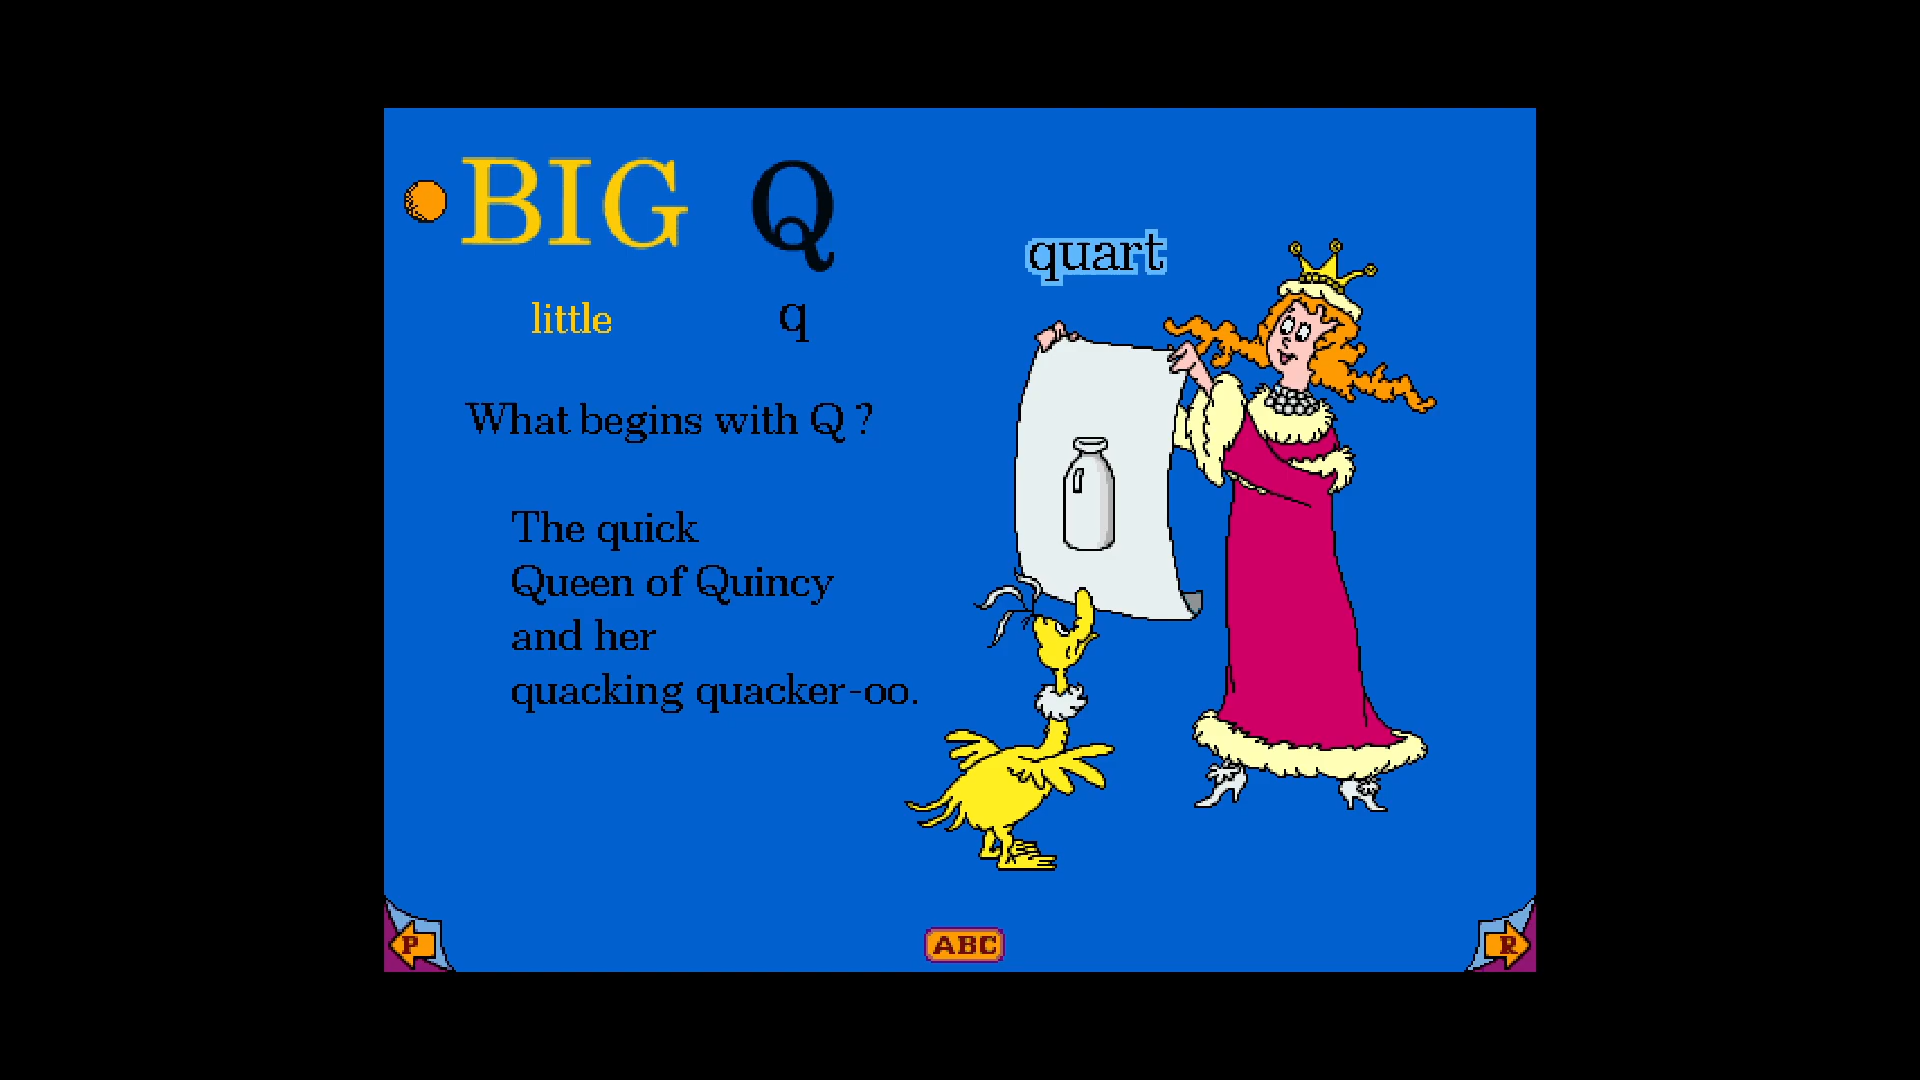 BIG Q
quart
little q
What begins with Q ?
The quick
Queen of Quincy
and her
quacking quacker-oo.
P
ABC
R